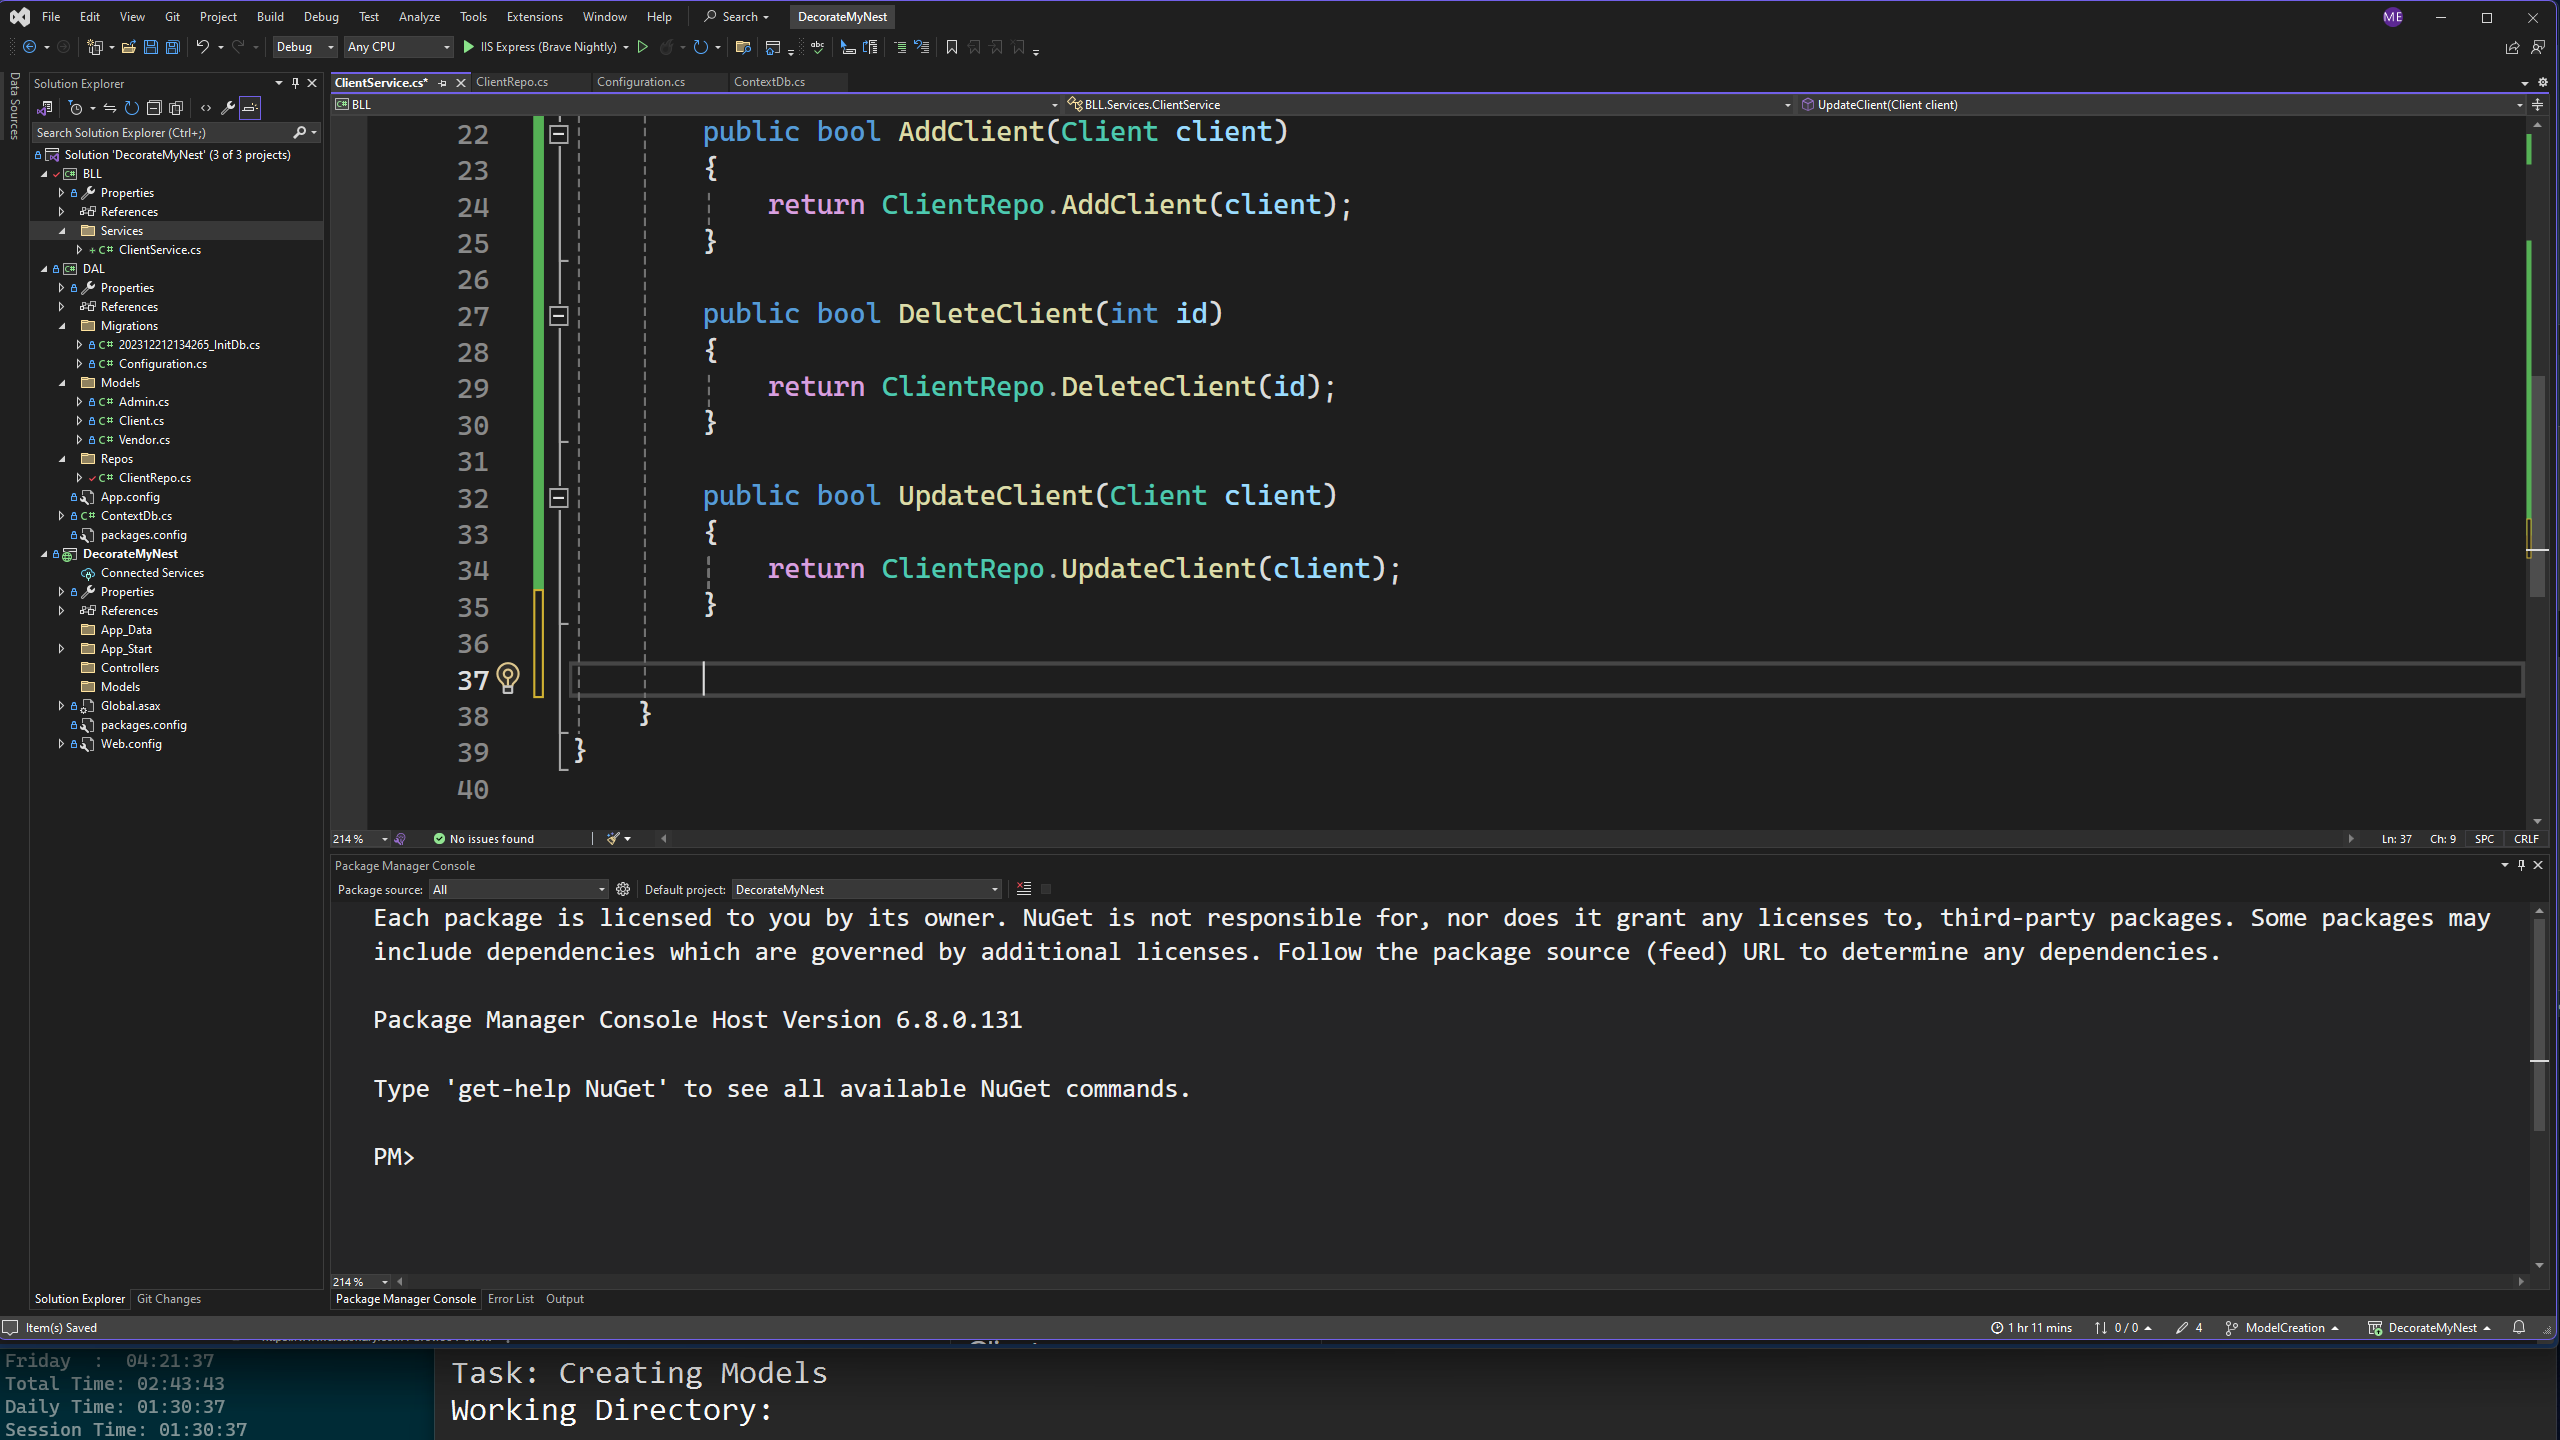 File Edit View Git Project Build Debug Test Analyze Tools Extensions Window Help Search DecorateMyNest ME
Debug Any CPU IIS Express (Brave Nightly)
Data Sources
Solution Explorer
Search Solution Explorer (Ctrl+;)
Solution 'DecorateMyNest' (3 of 3 projects)
BLL
Properties
References
Services
C# ClientService.cs
DAL
Properties
References
Migrations
C# 202312212134265_InitDb.cs
C# Configuration.cs
Models
C# Admin.cs
C# Client.cs
C# Vendor.cs
Repos
C# ClientRepo.cs
App.config
C# ContextDb.cs
packages.config
DecorateMyNest
Connected Services
Properties
References
App_Data
App_Start
Controllers
Models
Global.asax
packages.config
Web.config
Solution Explorer Git Changes
ClientService.cs* ClientRepo.cs Configuration.cs ContextDb.cs
BLL BLL.Services.ClientService UpdateClient(Client client)
22 public bool AddClient(Client client)
23 {
24 return ClientRepo.AddClient(client);
25 }
26
27 public bool DeleteClient(int id)
28 {
29 return ClientRepo.DeleteClient(id);
30 }
31
32 public bool UpdateClient(Client client)
33 {
34 return ClientRepo.UpdateClient(client);
35 }
36
37
38 }
39 }
40
214 % No issues found Ln: 37 Ch: 9 SPC CRLF
Package Manager Console
Package source: All Default project: DecorateMyNest
Each package is licensed to you by its owner. NuGet is not responsible for, nor does it grant any licenses to, third-party packages. Some packages may
include dependencies which are governed by additional licenses. Follow the package source (feed) URL to determine any dependencies.
Package Manager Console Host Version 6.8.0.131
Type 'get-help NuGet' to see all available NuGet commands.
PM>
214 %
Package Manager Console Error List Output
Item(s) Saved 1 hr 11 mins 0 / 0 4 ModelCreation DecorateMyNest
Friday : 04:21:37
Total Time: 02:43:43
Daily Time: 01:30:37
Session Time: 01:30:37
Task: Creating Models
Working Directory: